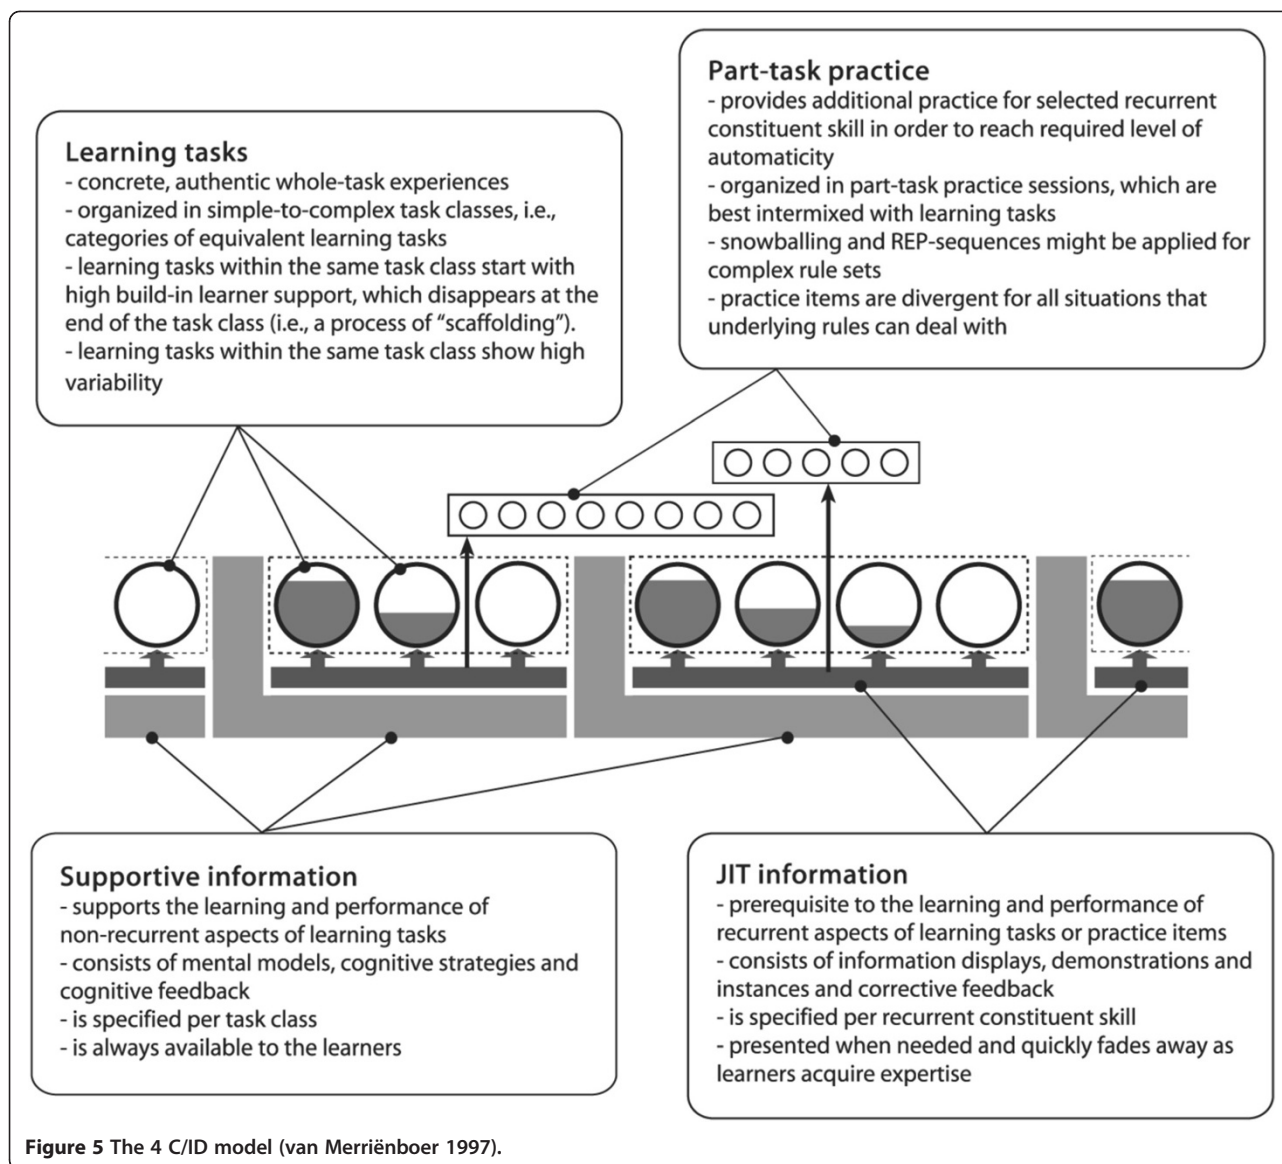 Part-task practice
- provides additional practice for selected recurrent
constituent skill in order to reach required level of
automaticity
- organized in part-task practice sessions, which are
best intermixed with learning tasks
- snowballing and REP-sequences might be applied for
complex rule sets
- practice items are divergent for all situations that
underlying rules can deal with
Learning tasks
- concrete, authentic whole-task experiences
- organized in simple-to-complex task classes, i.e.,
categories of equivalent learning tasks
- learning tasks within the same task class start with
high build-in learner support, which disappears at the
end of the task class (i.e., a process of “scaffolding”).
- learning tasks within the same task class show high
variability
Supportive information
- supports the learning and performance of
non-recurrent aspects of learning tasks
- consists of mental models, cognitive strategies and
cognitive feedback
- is specified per task class
- is always available to the learners
JIT information
- prerequisite to the learning and performance of
recurrent aspects of learning tasks or practice items
- consists of information displays, demonstrations and
instances and corrective feedback
- is specified per recurrent constituent skill
- presented when needed and quickly fades away as
learners acquire expertise
Figure 5 The 4 C/ID model (van Merriënboer 1997).